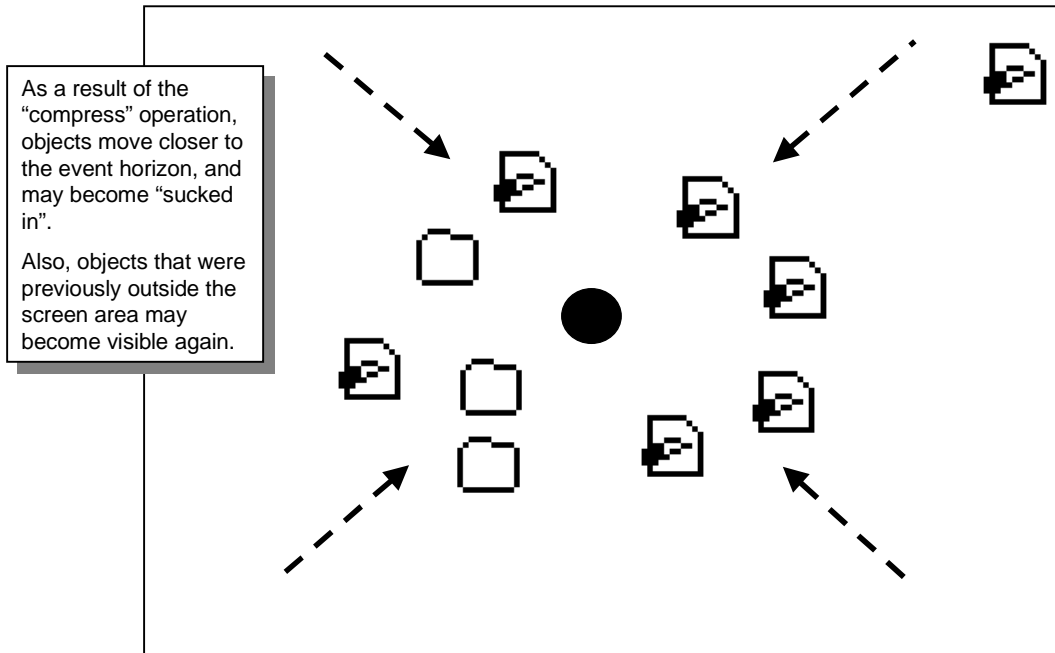 As a result of the
“compress” operation,
objects move closer to
the event horizon, and
may become “sucked
in”.
Also, objects that were
previously outside the
screen area may
become visible again.